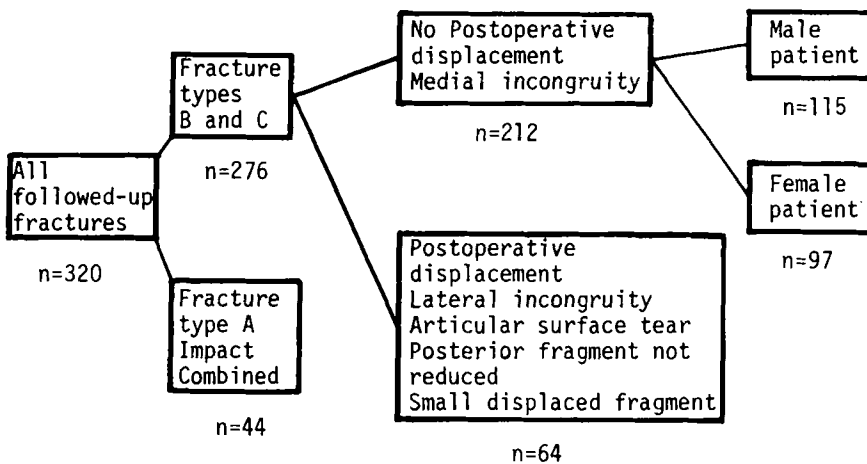 All
followed-up
fractures
n=320
Fracture
types
B and C
n=276
Fracture
type A
Impact
Combined
n=44
No Postoperative
displacement
Medial incongruity
n=212
Postoperative
displacement
Lateral incongruity
Articular surface tear
Posterior fragment not
reduced
Small displaced fragment
n=64
Male
patient
n=115
Female
patient
n=97